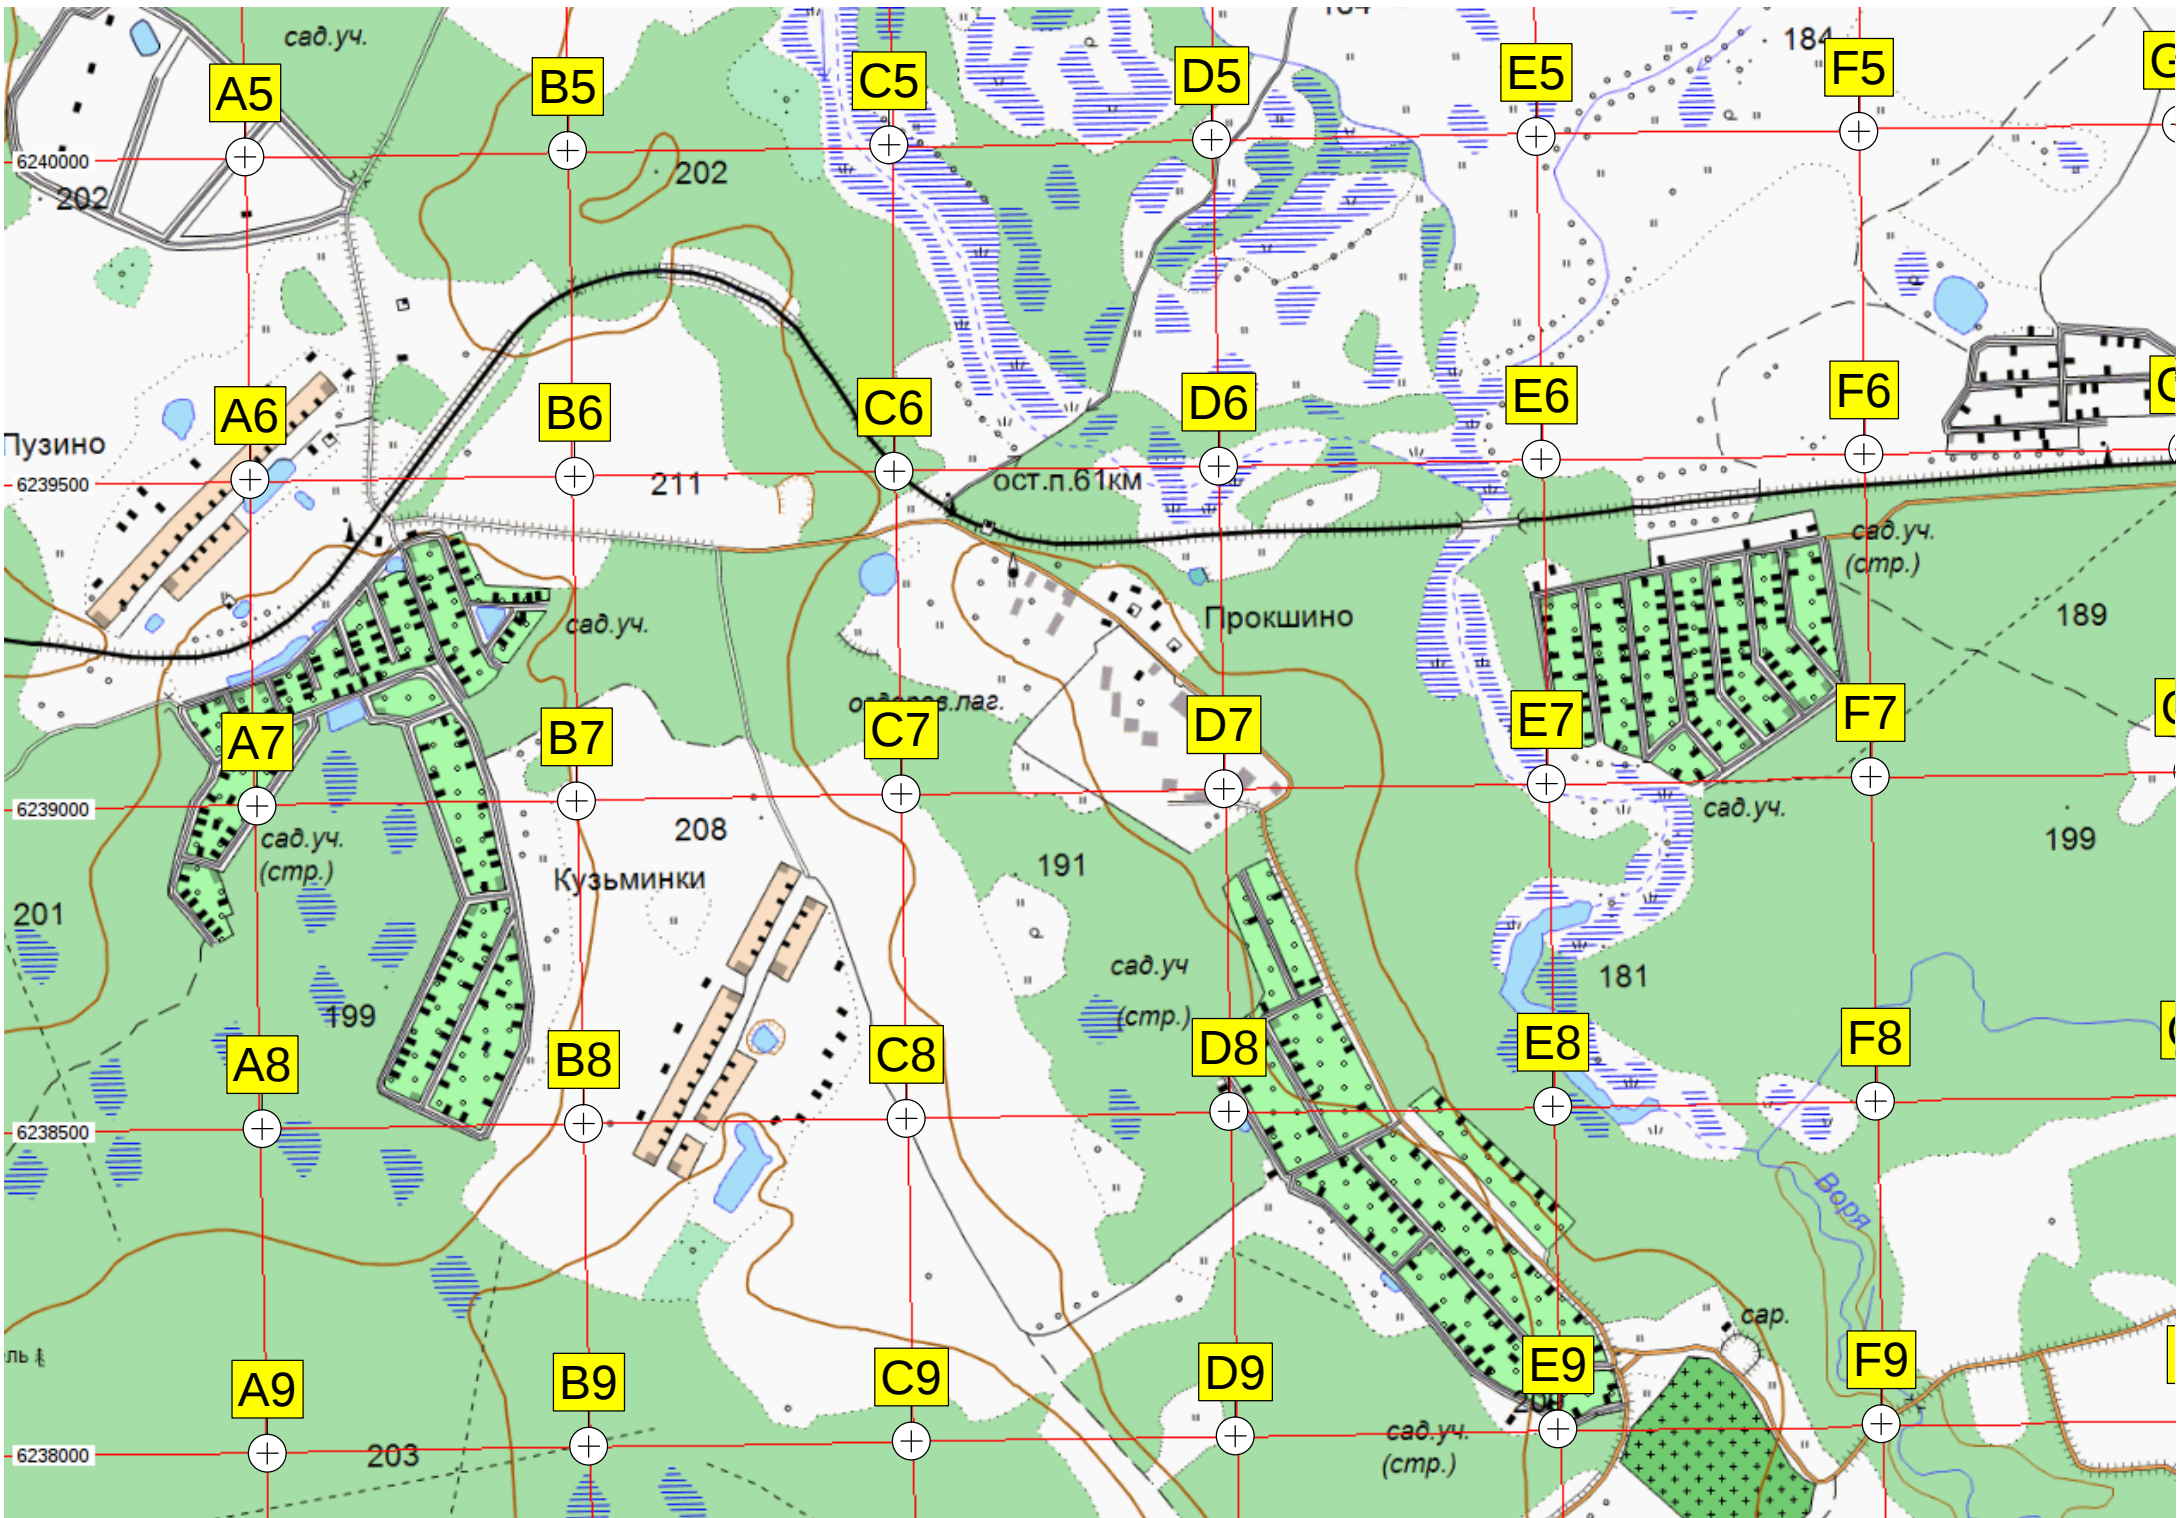 сад.уч.
184
A5
B5
C5
D5
E5
F5
6240000
202
202
A6
B6
C6
D6
E6
F6
Пузино
6239500
211
ост.п.61км
сад.уч.
(стр.)
189
сад.уч.
Прокшино
A7
B7
C7
D7
E7
F7
6239000
сад.уч.
(стр.)
208
Кузьминки
191
сад.уч.
199
201
199
сад.уч
(стр.)
181
A8
B8
C8
D8
E8
F8
6238500
Воря
сар.
A9
B9
C9
D9
E9
F9
6238000
203
сад.уч.
(стр.)